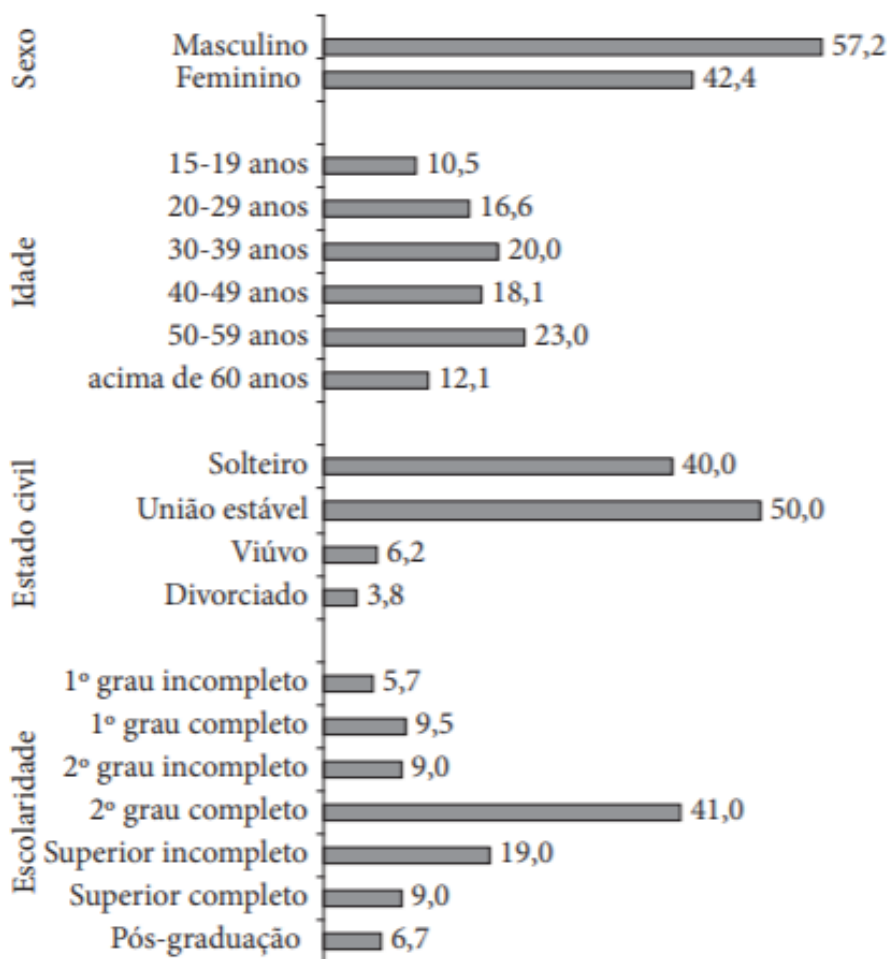 Sexo
Masculino 57,2
Feminino 42,4
Idade
15-19 anos 10,5
20-29 anos 16,6
30-39 anos 20,0
40-49 anos 18,1
50-59 anos 23,0
acima de 60 anos 12,1
Estado civil
Solteiro 40,0
União estável 50,0
Viúvo 6,2
Divorciado 3,8
Escolaridade
1º grau incompleto 5,7
1º grau completo 9,5
2º grau incompleto 9,0
2º grau completo 41,0
Superior incompleto 19,0
Superior completo 9,0
Pós-graduação 6,7